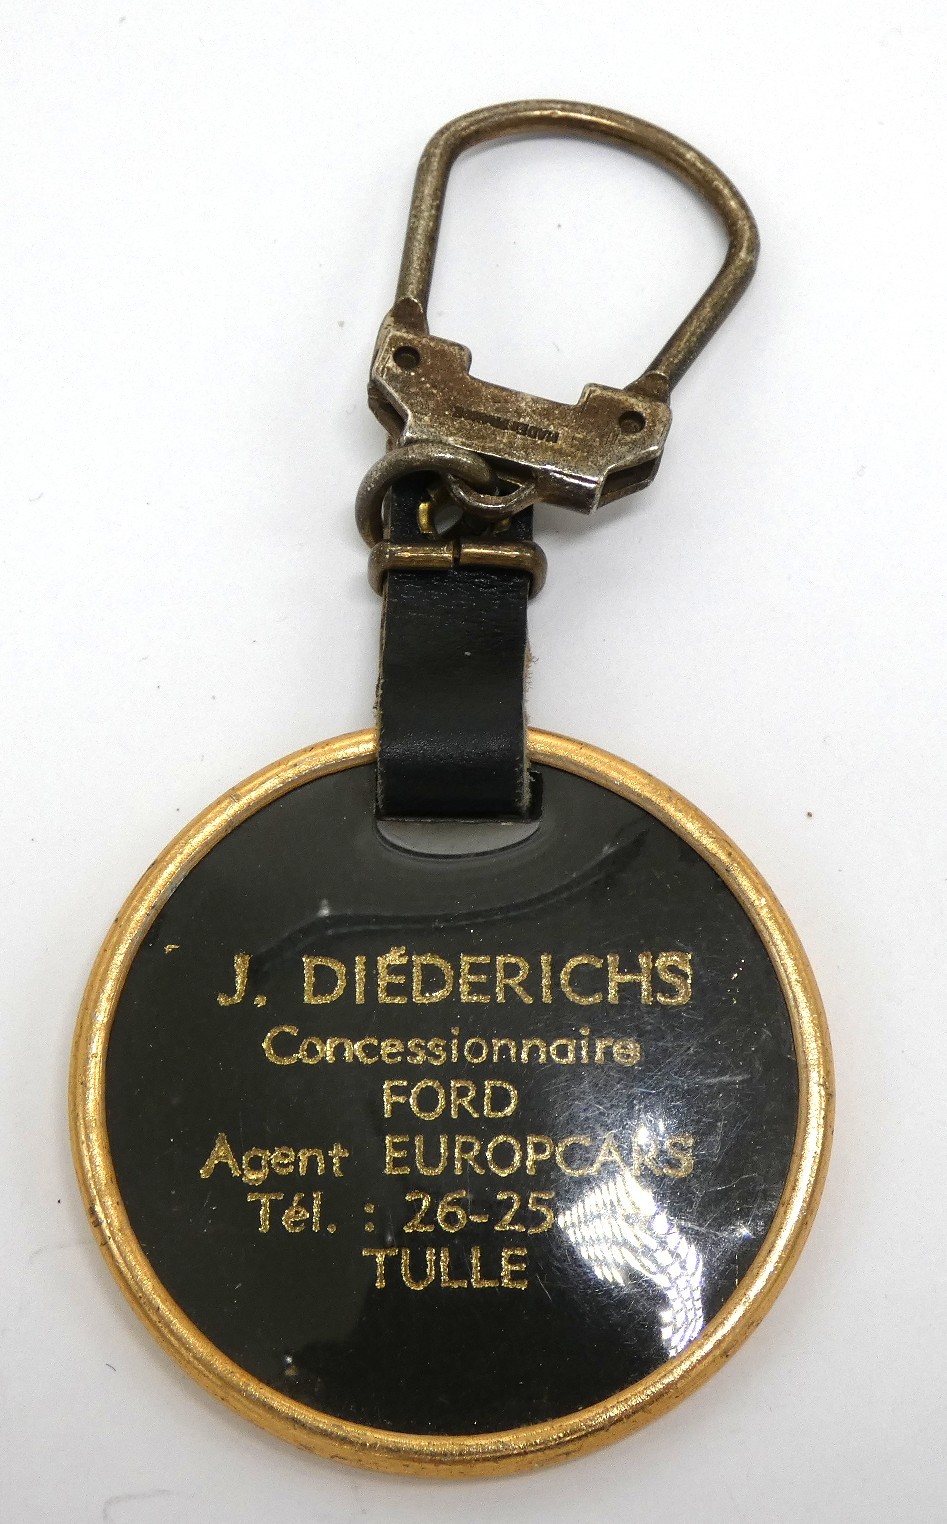 J. DIÉDERICHS
Concessionnaire
FORD
Agent EUROPCARS
Tél. : 26-25
TULLE